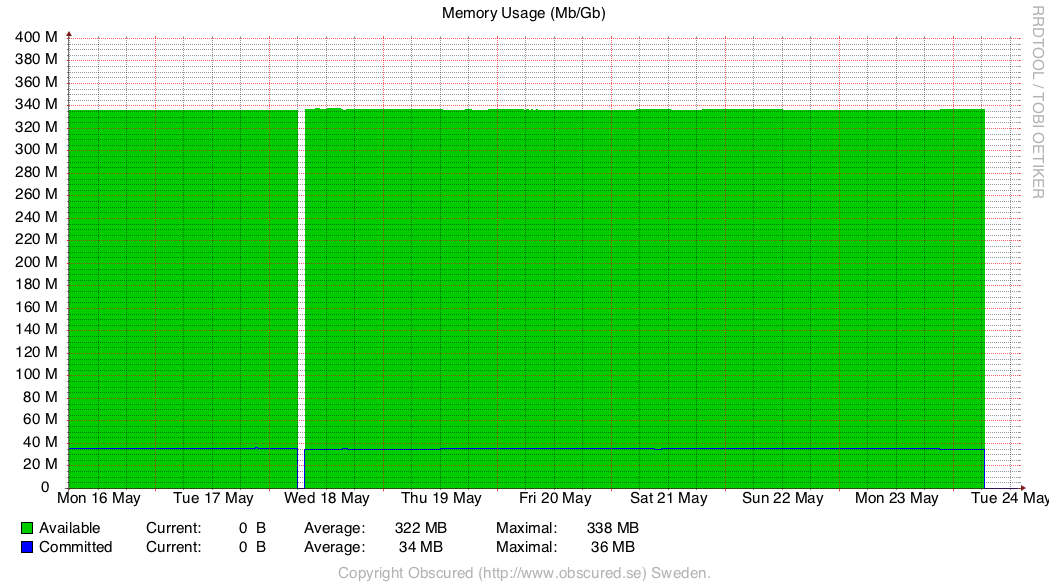 Memory Usage (Mb/Gb)
RRDTOOL / TOBI OETIKER
400 M
380 M
360 M
340 M
320 M
300 M
280 M
260 M
240 M
220 M
200 M
180 M
160 M
140 M
120 M
100 M
80 M
60 M
40 M
20 M
0
Mon 16 May Tue 17 May Wed 18 May Thu 19 May Fri 20 May Sat 21 May Sun 22 May Mon 23 May Tue 24 May
Available Current: 0 B Average: 322 MB Maximal: 338 MB
Committed Current: 0 B Average: 34 MB Maximal: 36 MB
Copyright Obscured (http://www.obscured.se) Sweden.